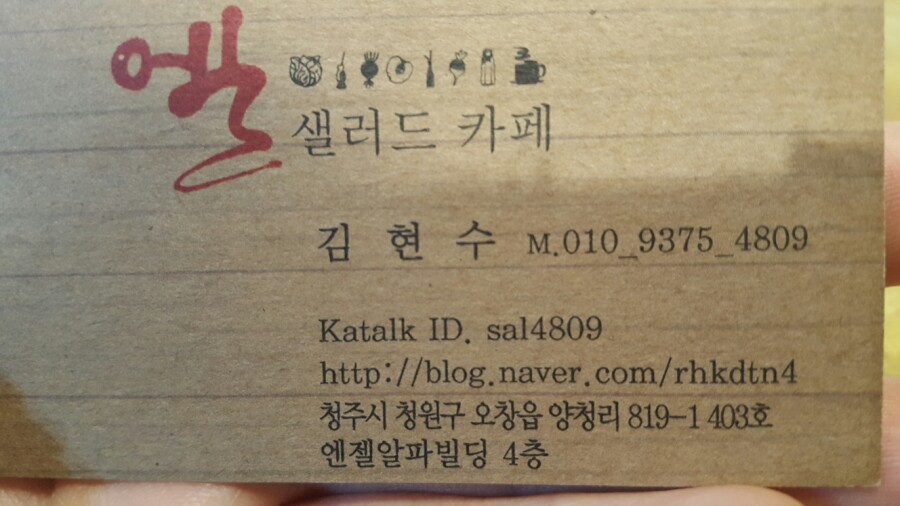 엘
샐러드 카페
김 현 수 M.010_9375_4809
Katalk ID. sal4809
http://blog.naver.com/rhkdtn4
청주시 청원구 오창읍 양청리 819-1 403호
엔젤알파빌딩 4층